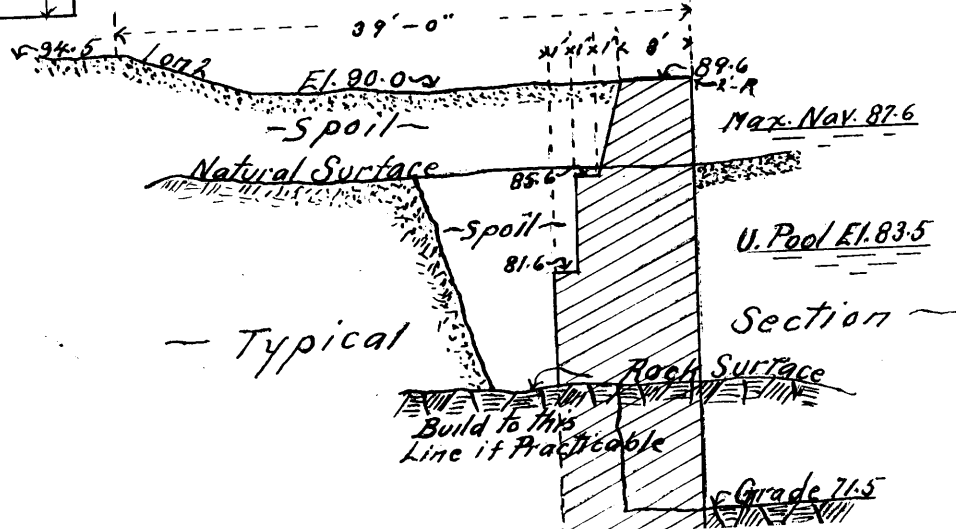 39'-0"
1' 1' 1' 8'
94.5
1 on 2
El. 90.0
89.6
2-R
Max. Nav. 87.6
-Spoil-
Natural Surface
85.6
-Spoil-
81.6
U. Pool El. 83.5
- Typical
Section -
Rock Surface
Build to this
Line if Practicable
Grade 71.5